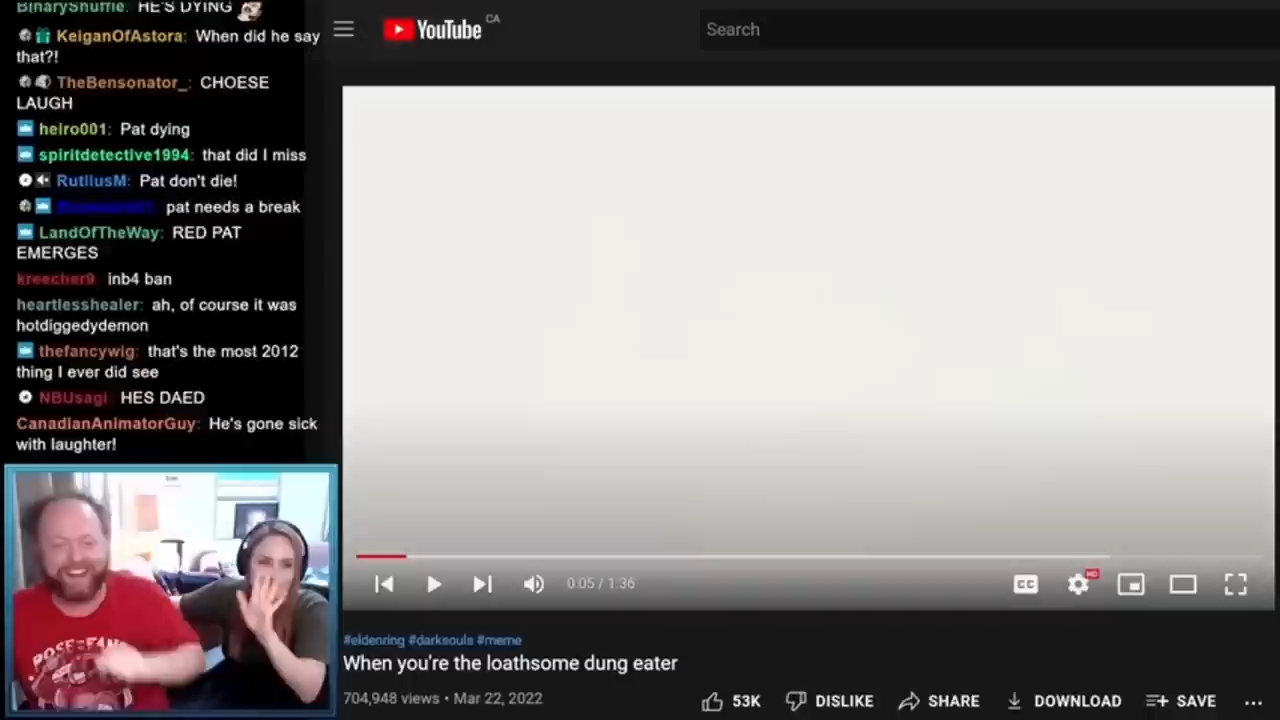 BinaryShuffle: HE'S DYING
KeiganOfAstora: When did he say
that?!
TheBensonator_: CHOESE
LAUGH
heiro001: Pat dying
spiritdetective1994: that did I miss
RutilusM: Pat don't die!
pat needs a break
LandOfTheWay: RED PAT
EMERGES
kreecher9 inb4 ban
heartlesshealer: ah, of course it was
hotdiggedydemon
thefancywig: that's the most 2012
thing I ever did see
NBUsagi HES DAED
CanadianAnimatorGuy: He's gone sick
with laughter!
YouTube CA
Search
0:05 / 1:36
CC
HD
#eldenring #darksouls #meme
When you're the loathsome dung eater
704,948 views • Mar 22, 2022
53K DISLIKE SHARE DOWNLOAD SAVE